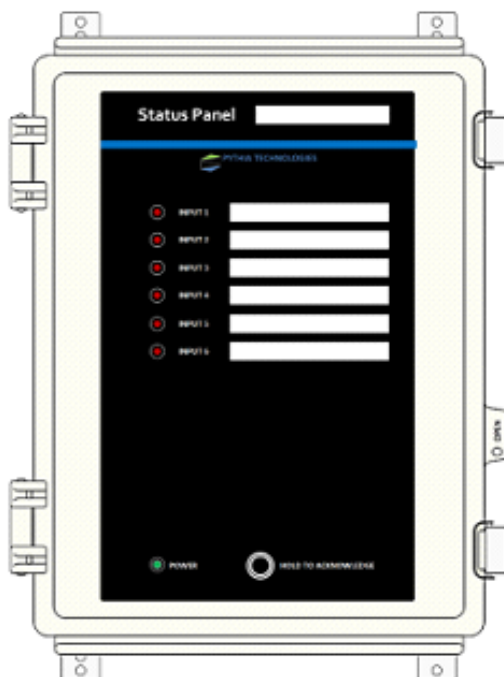 Status Panel
PYTHIA TECHNOLOGIES
INPUT 1
INPUT 2
INPUT 3
INPUT 4
INPUT 5
INPUT 6
POWER
HOLD TO ACKNOWLEDGE
OPEN